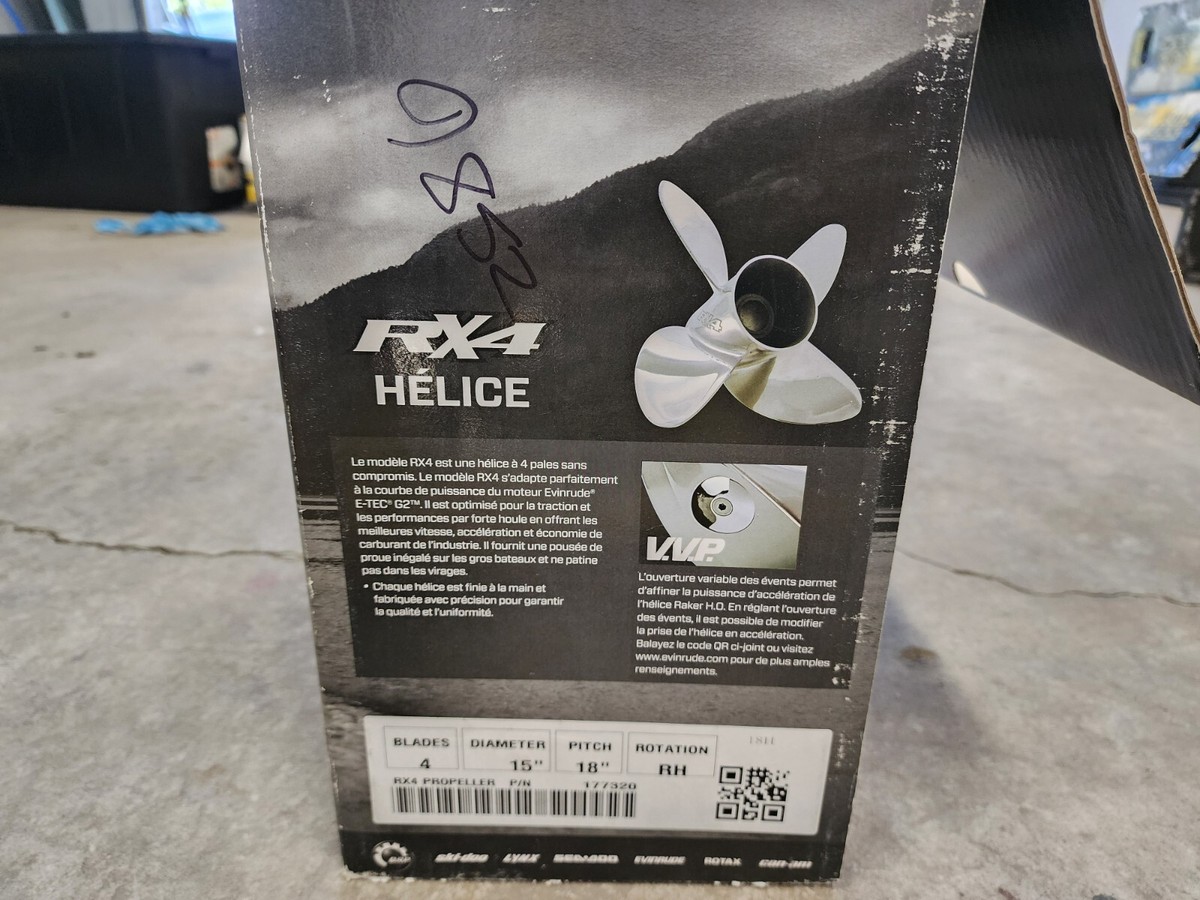 RX4
HÉLICE
Le modèle RX4 est une hélice à 4 pales sans
compromis. Le modèle RX4 s'adapte parfaitement
à la courbe de puissance du moteur Evinrude®
E-TEC® G2™. Il est optimisé pour la traction et
les performances par forte houle en offrant les
meilleures vitesse, accélération et économie de
carburant de l'industrie. Il fournit une pousée de
proue inégalé sur les gros bateaux et ne patine
pas dans les virages.
• Chaque hélice est finie à la main et
fabriquée avec précision pour garantir
la qualité et l'uniformité.
V.V.P.
L'ouverture variable des évents permet
d'affiner la puissance d'accélération de
l'hélice Raker H.O. En réglant l'ouverture
des évents, il est possible de modifier
la prise de l'hélice en accélération.
Balayez le code QR ci-joint ou visitez
www.evinrude.com pour de plus amples
renseignements.
BLADES DIAMETER PITCH ROTATION
4 15" 18" RH
RX4 PROPELLER P/N 177320
BRP ski-doo LYNX SEA-DOO EVINRUDE ROTAX can-am